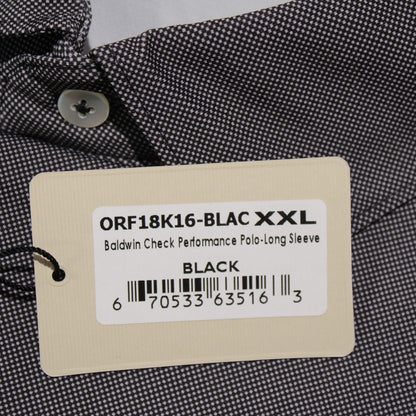 ORF18K16-BLAC XXL
Baldwin Check Performance Polo-Long Sleeve
BLACK
6 70533 63516 3